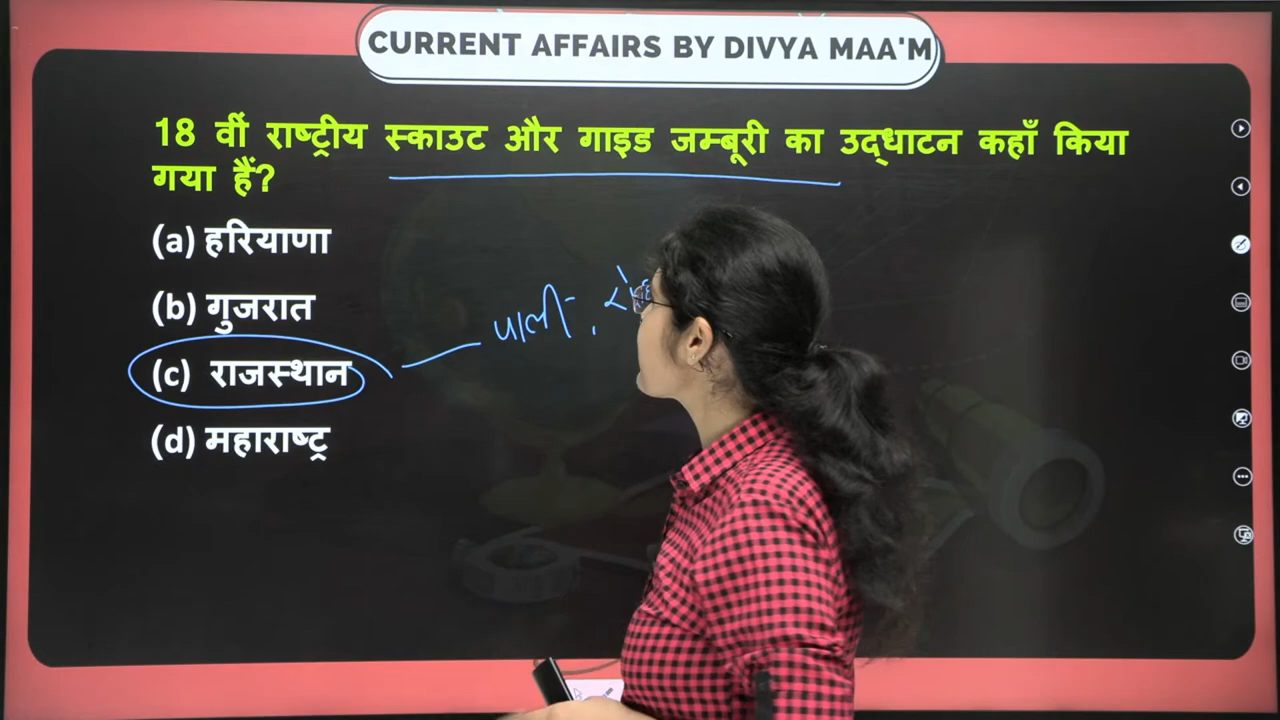 CURRENT AFFAIRS BY DIVYA MAA'M
18 वीं राष्ट्रीय स्काउट और गाइड जम्बूरी का उद्धाटन कहाँ किया
गया हैं?
(a) हरियाणा
(b) गुजरात
(c) राजस्थान
पाली,
(d) महाराष्ट्र